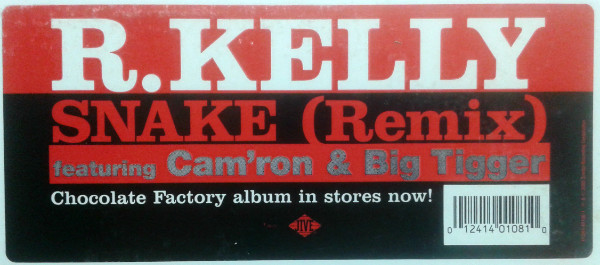 R.KELLY
SNAKE (Remix)
featuring Cam'ron & Big Tigger
Chocolate Factory album in stores now!
JIVE
0 12414 01081 0